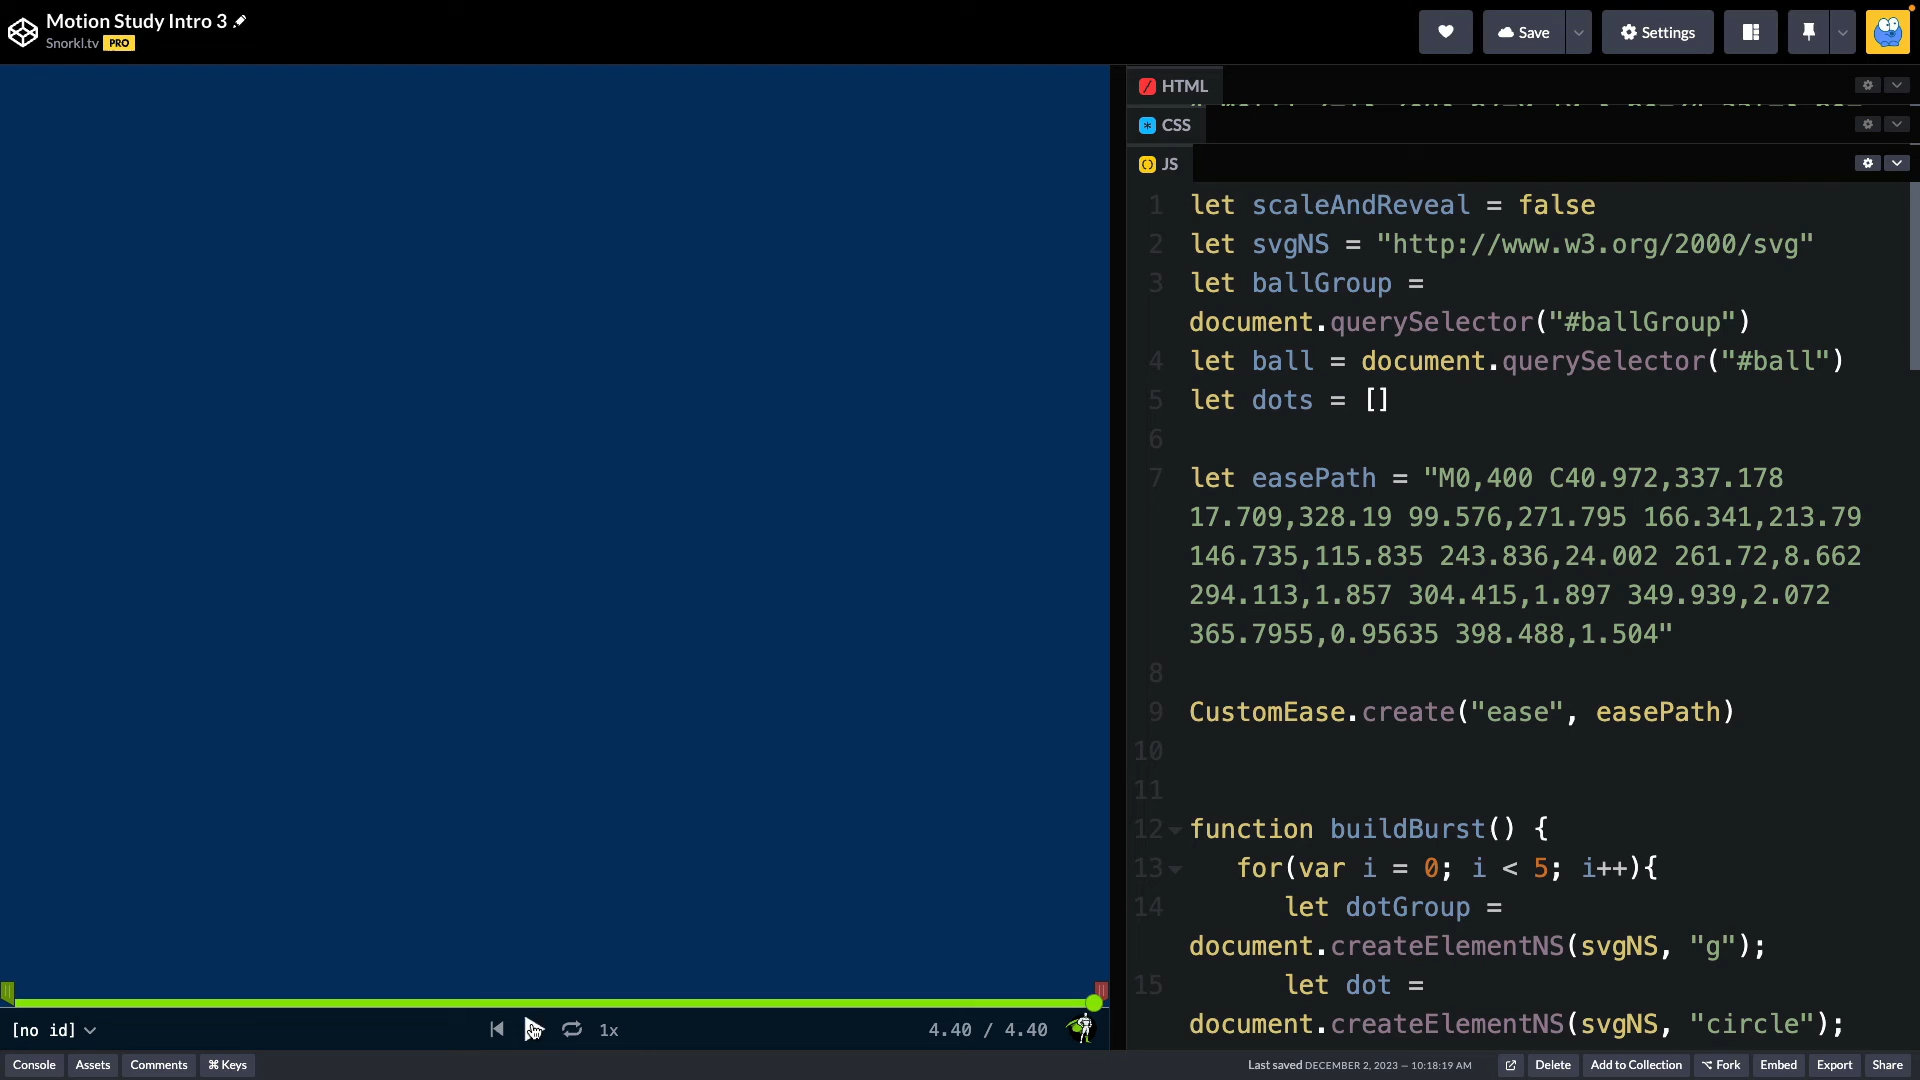 Motion Study Intro 3
Snorkl.tv PRO
Save
Settings
HTML
CSS
JS
1 let scaleAndReveal = false
2 let svgNS = "http://www.w3.org/2000/svg"
3 let ballGroup =
document.querySelector("#ballGroup")
4 let ball = document.querySelector("#ball")
5 let dots = []
6
7 let easePath = "M0,400 C40.972,337.178
17.709,328.19 99.576,271.795 166.341,213.79
146.735,115.835 243.836,24.002 261.72,8.662
294.113,1.857 304.415,1.897 349.939,2.072
365.7955,0.95635 398.488,1.504"
8
9 CustomEase.create("ease", easePath)
10
11
12 function buildBurst() {
13 for(var i = 0; i < 5; i++){
14 let dotGroup =
document.createElementNS(svgNS, "g");
15 let dot =
document.createElementNS(svgNS, "circle");
[no id] 1x 4.40 / 4.40
Console Assets Comments ⌘ Keys Last saved DECEMBER 2, 2023 — 10:18:19 AM Delete Add to Collection ⌥ Fork Embed Export Share